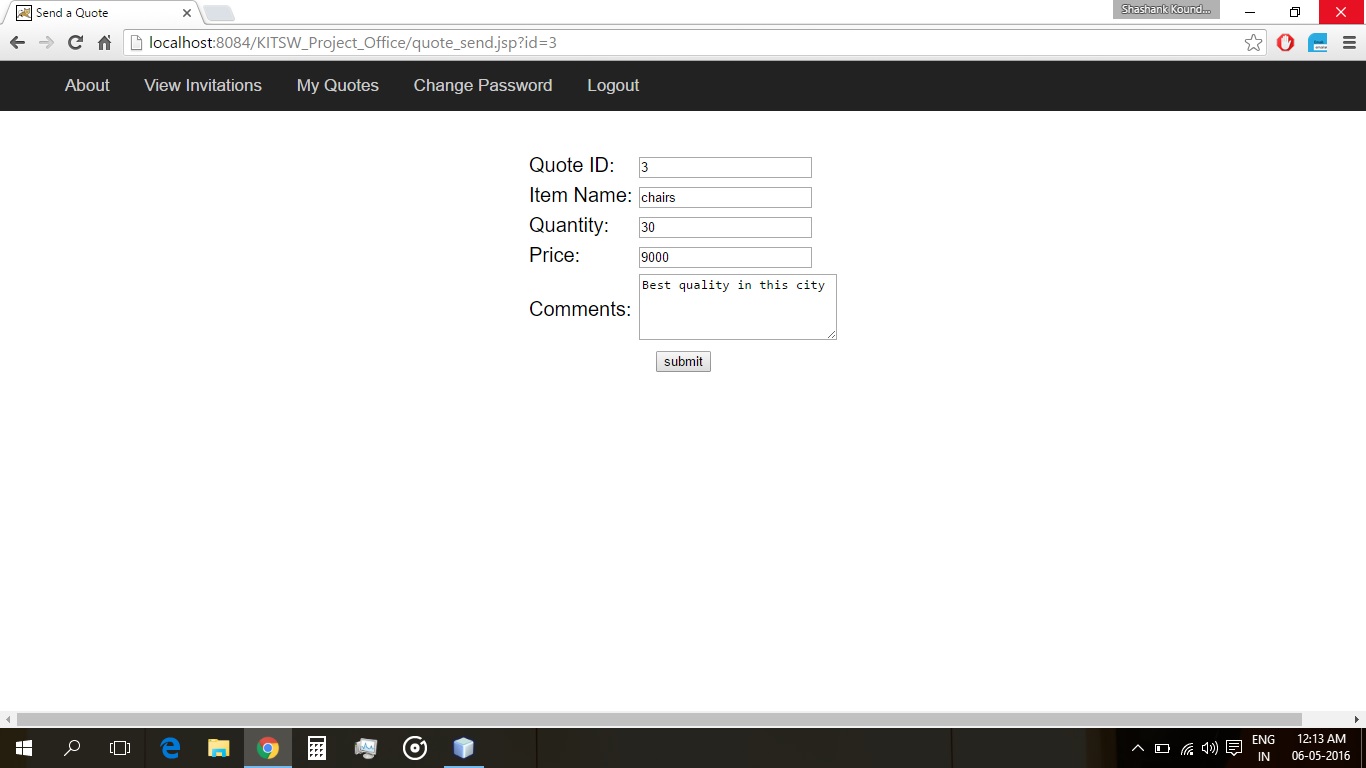 Send a Quote
Shashank Kound...
localhost:8084/KITSW_Project_Office/quote_send.jsp?id=3
About View Invitations My Quotes Change Password Logout
Quote ID: 3
Item Name: chairs
Quantity: 30
Price: 9000
Comments: Best quality in this city
submit
ENG 12:13 AM
IN 06-05-2016